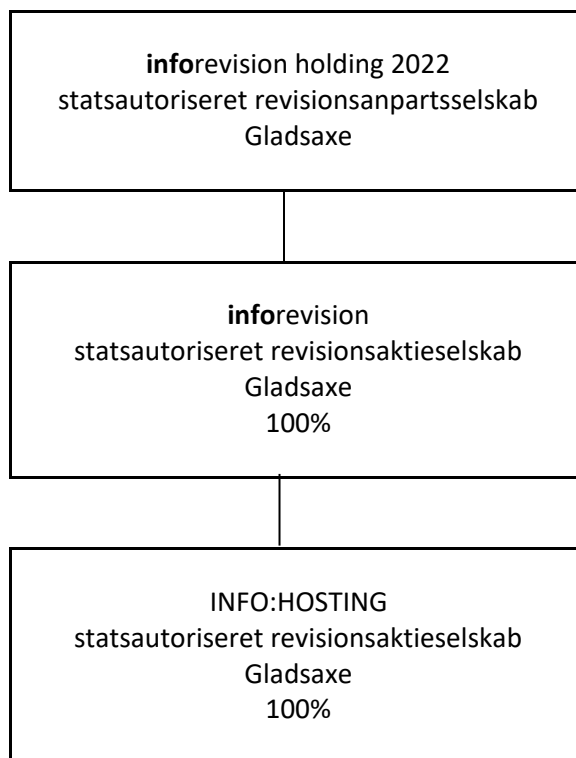 inforevision holding 2022
statsautoriseret revisionsanpartsselskab
Gladsaxe
inforevision
statsautoriseret revisionsaktieselskab
Gladsaxe
100%
INFO:HOSTING
statsautoriseret revisionsaktieselskab
Gladsaxe
100%